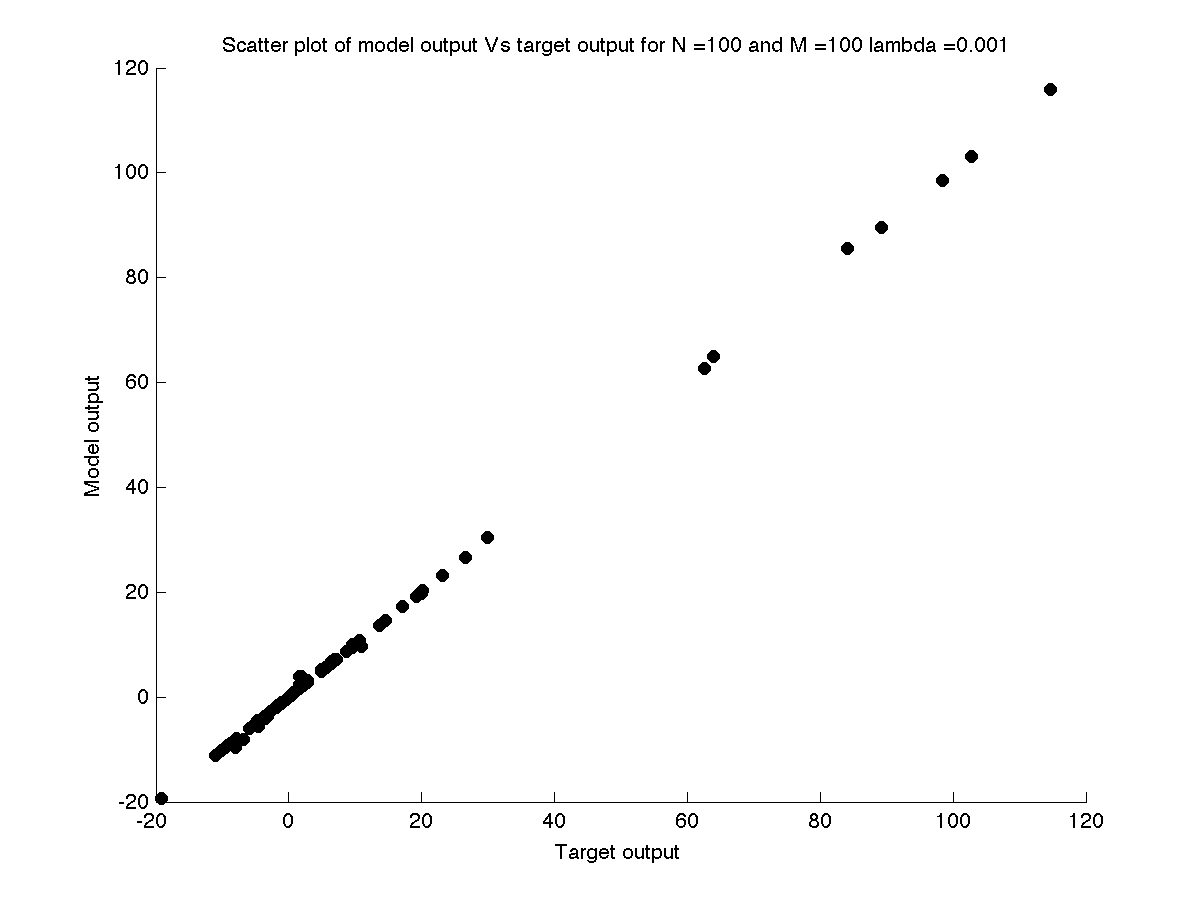 Scatter plot of model output Vs target output for N =100 and M =100 lambda =0.001
120
100
80
60
40
20
0
-20
Model output
-20 0 20 40 60 80 100 120
Target output